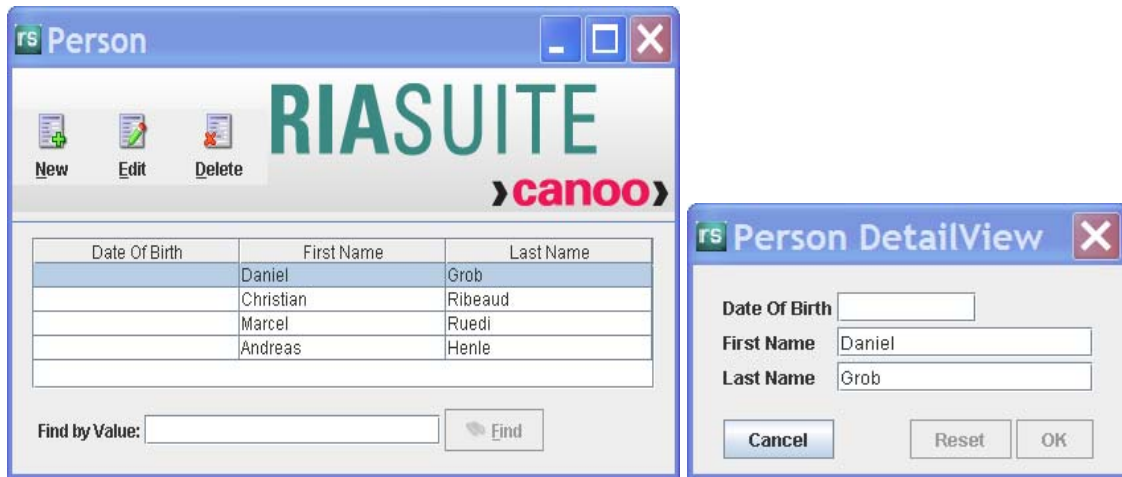 rs Person
RIASUITE
New Edit Delete
›canoo›
Date Of Birth First Name Last Name
Daniel Grob
Christian Ribeaud
Marcel Ruedi
Andreas Henle
Find by Value: Find
rs Person DetailView
Date Of Birth
First Name Daniel
Last Name Grob
Cancel Reset OK